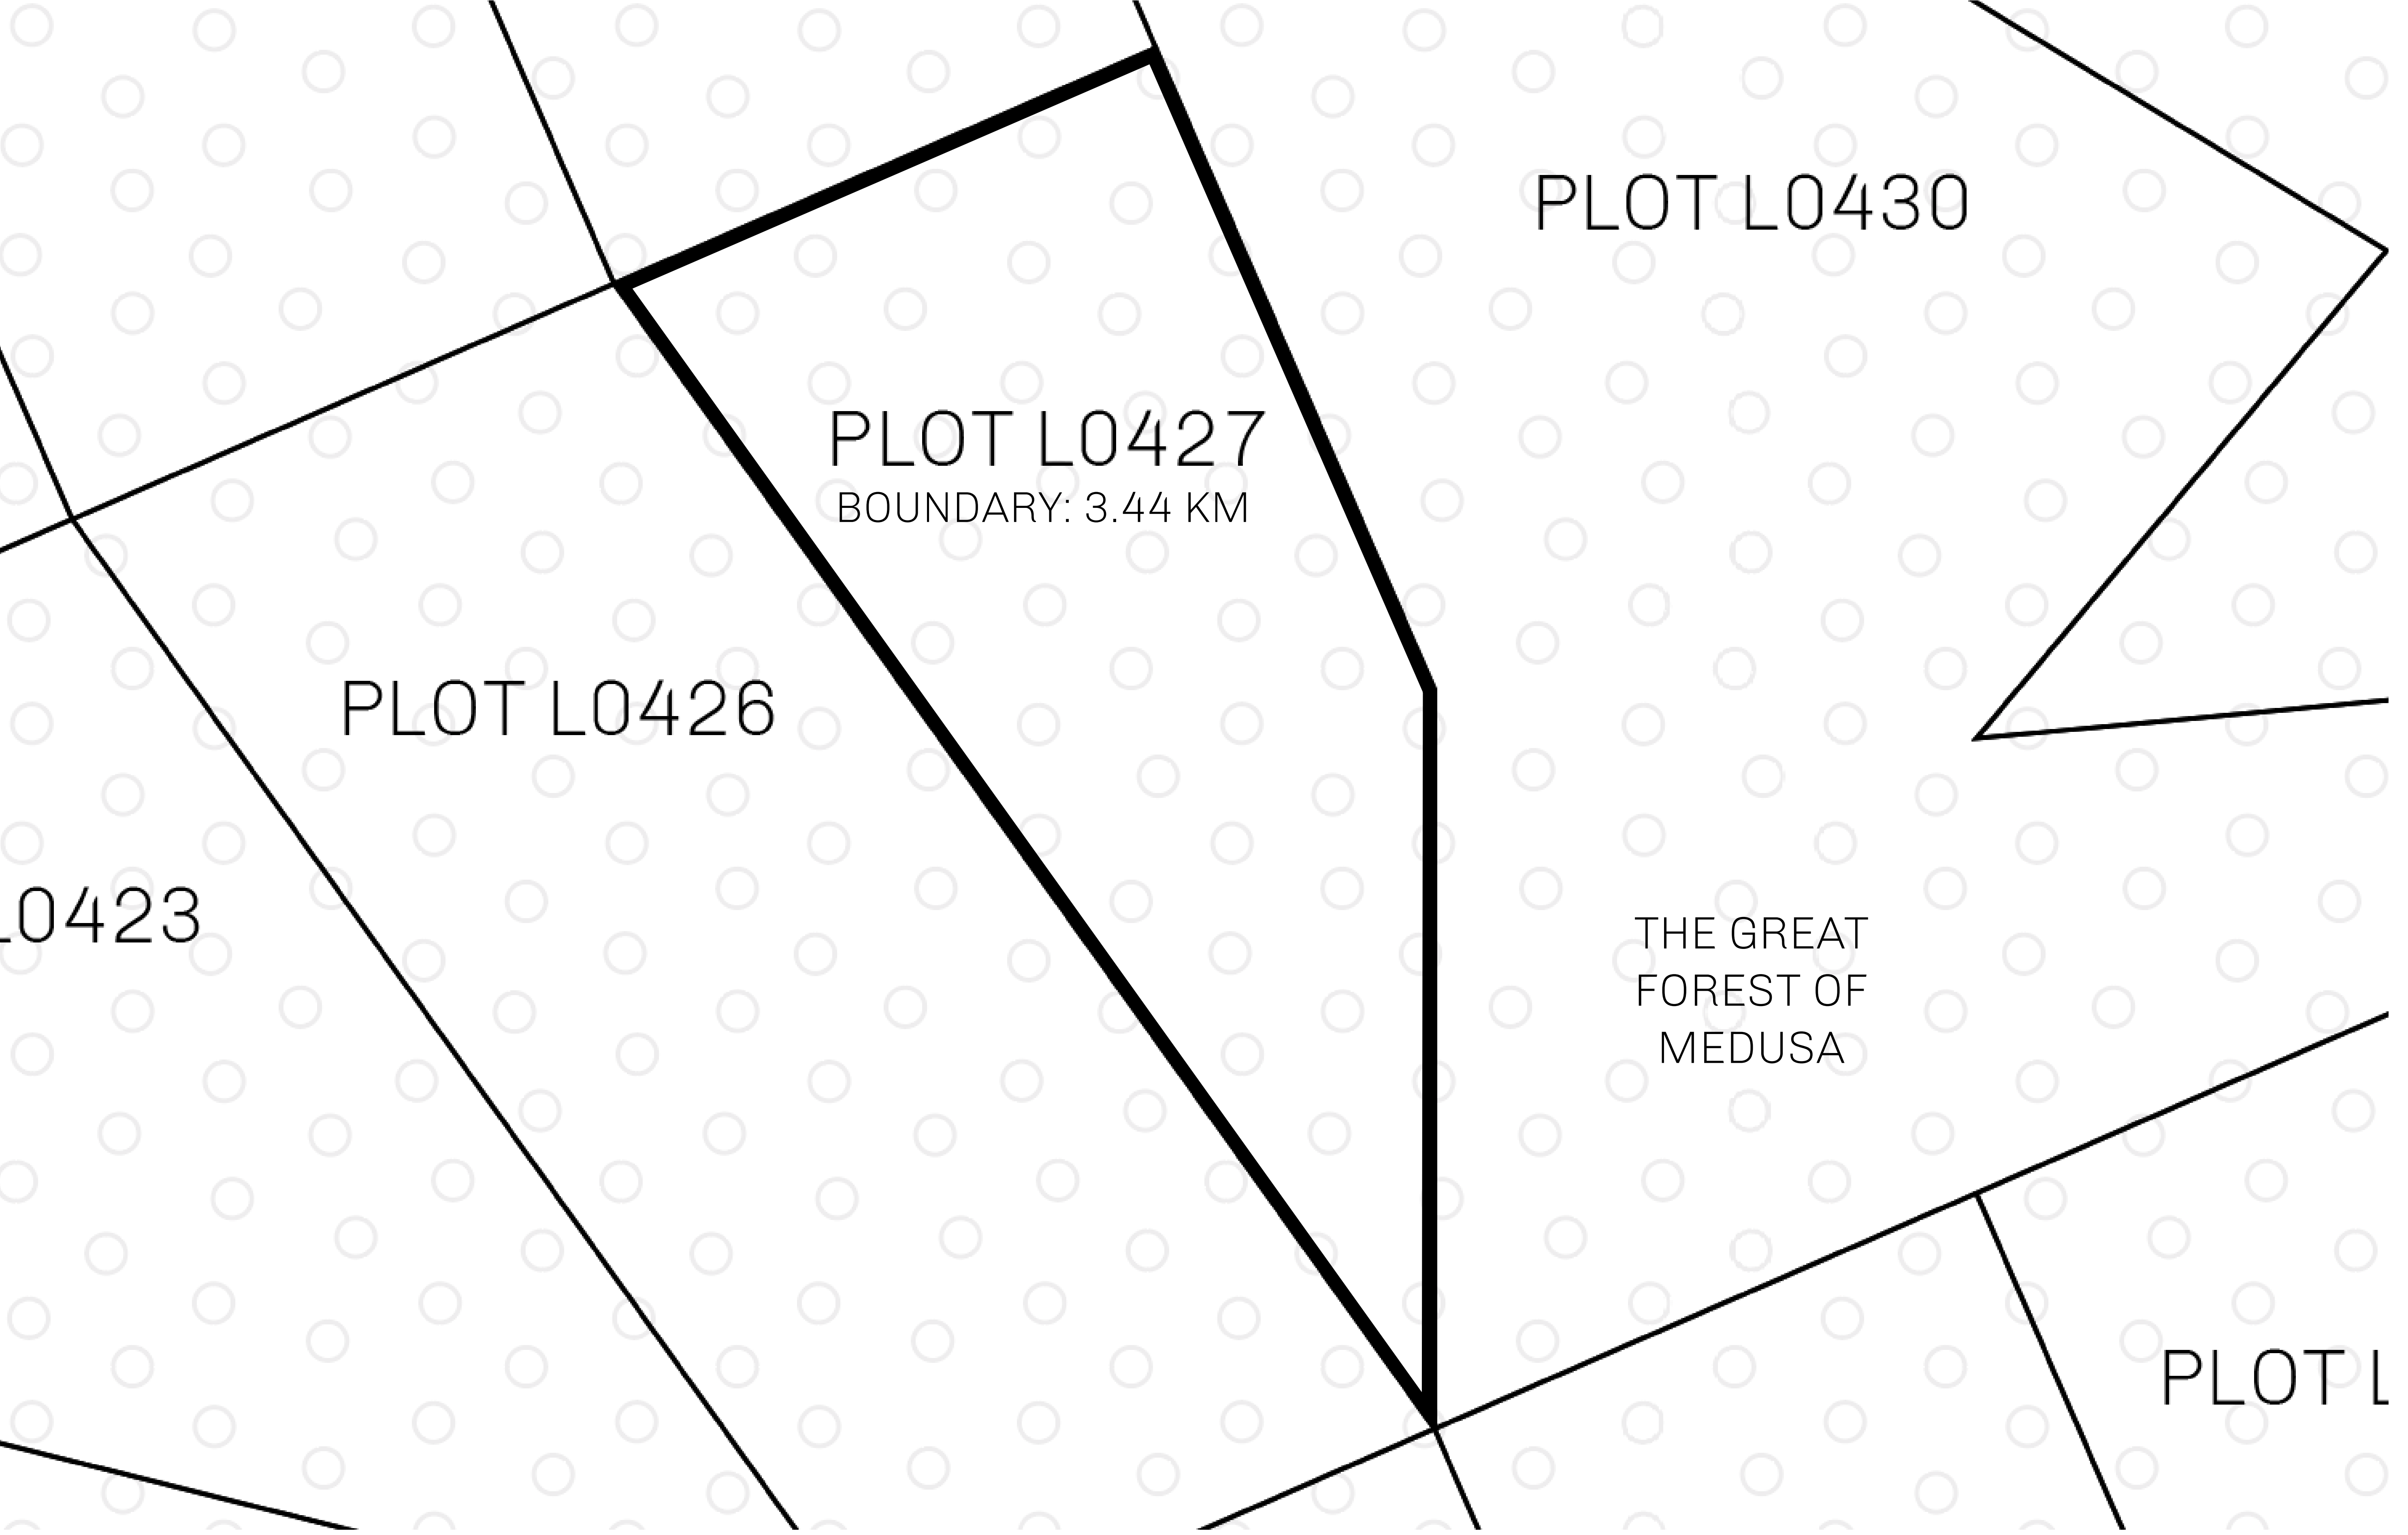 PLOT L0430
PLOT L0427
BOUNDARY: 3.44 KM
PLOT L0426
L0423
THE GREAT
FOREST OF
MEDUSA
PLOT L